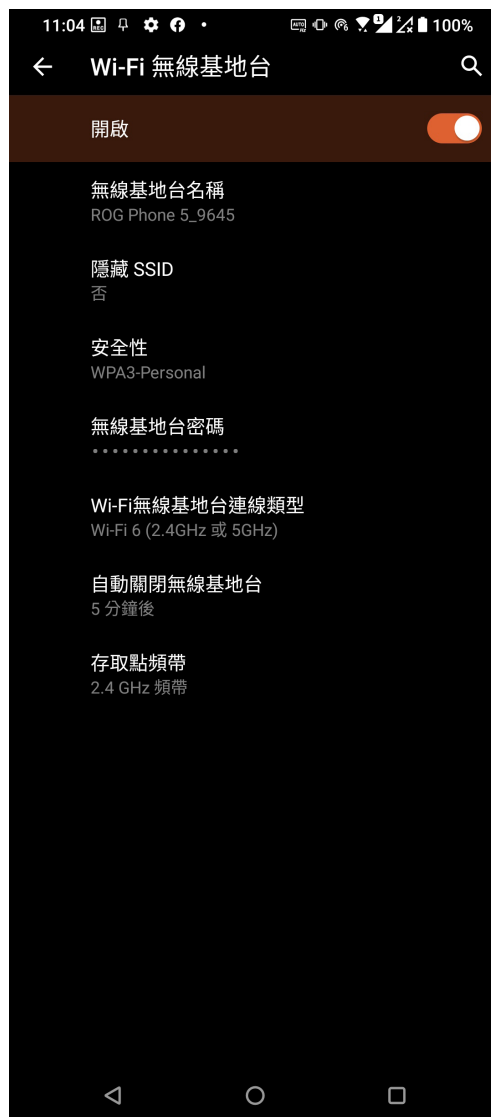 11:04 100%
Wi-Fi 無線基地台
開啟
無線基地台名稱
ROG Phone 5_9645
隱藏 SSID
否
安全性
WPA3-Personal
無線基地台密碼
•••••••••••••••
Wi-Fi無線基地台連線類型
Wi-Fi 6 (2.4GHz 或 5GHz)
自動關閉無線基地台
5 分鐘後
存取點頻帶
2.4 GHz 頻帶